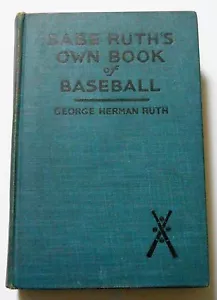 BABE RUTH'S
OWN BOOK
of
BASEBALL
GEORGE HERMAN RUTH